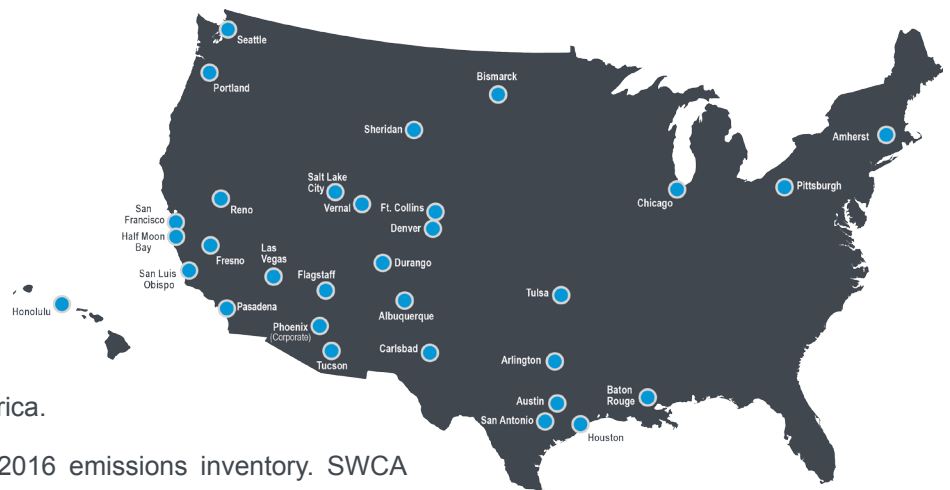 Seattle
Portland
Bismarck
Sheridan
Amherst
Salt Lake
City
Vernal
Ft. Collins
Denver
Chicago
Pittsburgh
Reno
San
Francisco
Half Moon
Bay
Fresno
San Luis
Obispo
Las
Vegas
Flagstaff
Durango
Tulsa
Honolulu
Pasadena
Albuquerque
Phoenix
(Corporate)
Tucson
Carlsbad
Arlington
Austin
San Antonio
Houston
Baton
Rouge
rica.
2016 emissions inventory. SWCA